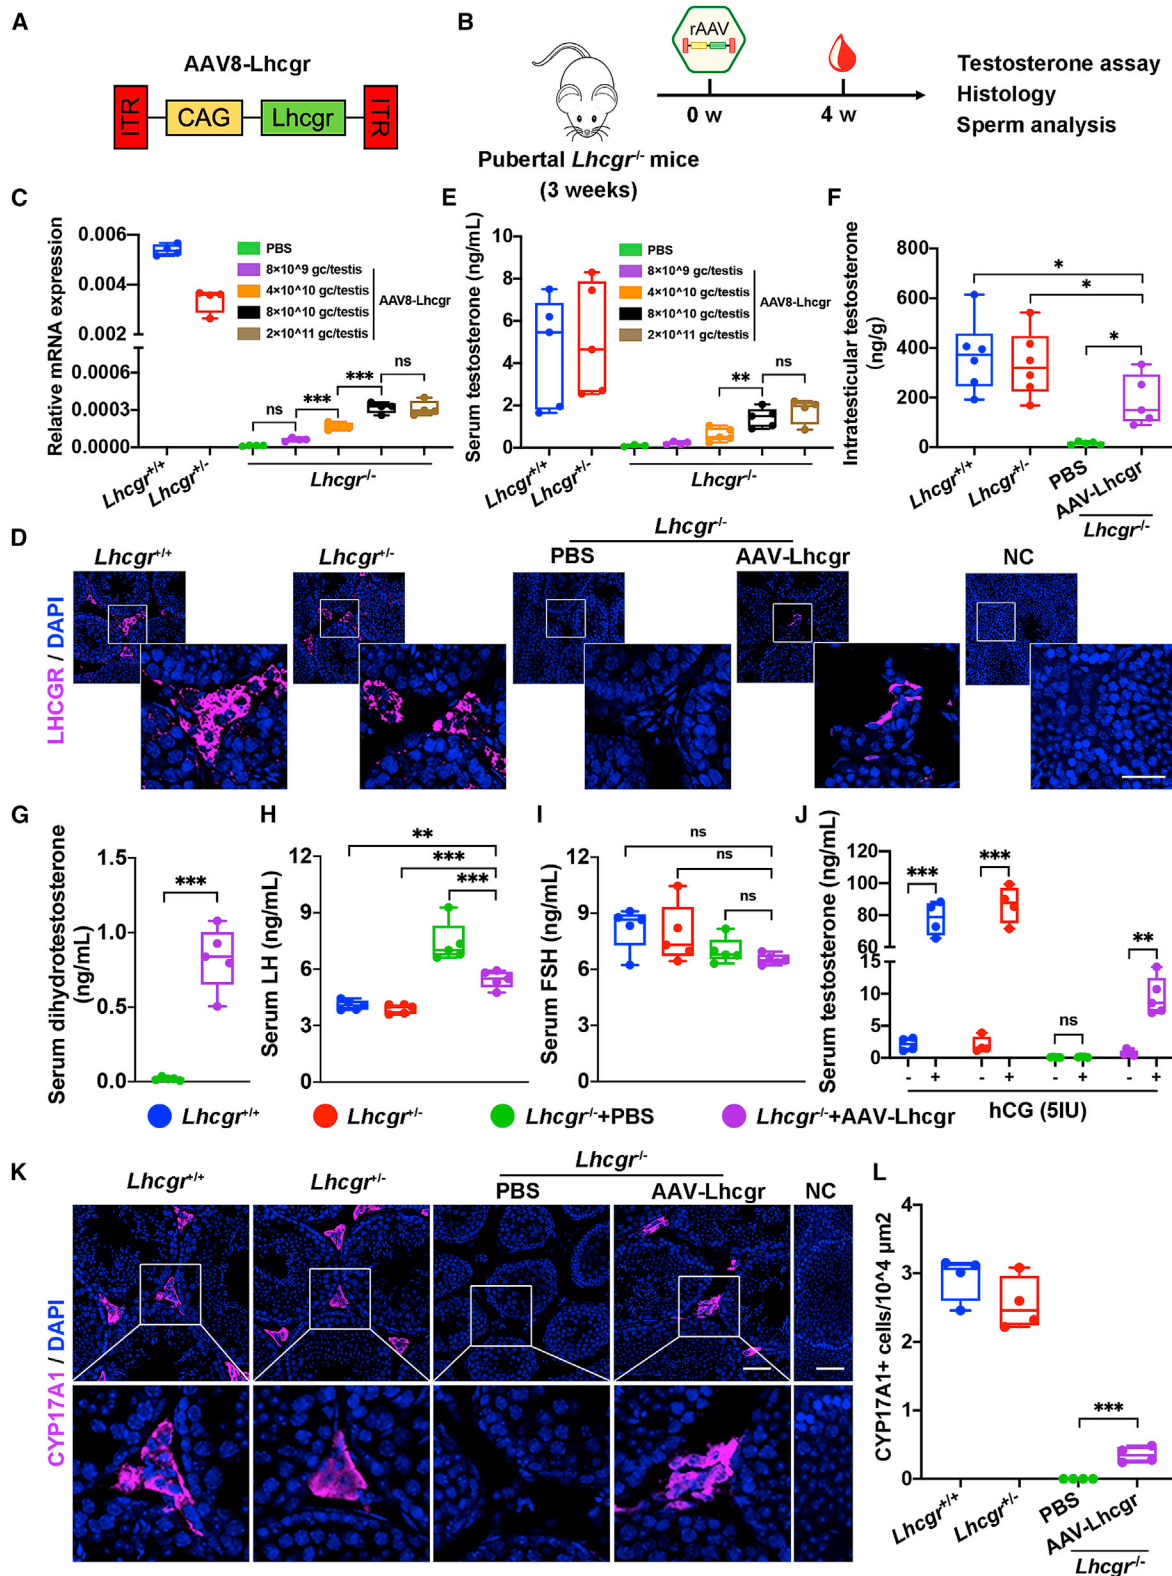 A
AAV8-Lhcgr
ITR
CAG
Lhcgr
ITR
B
rAAV
0 w
4 w
Testosterone assay
Histology
Sperm analysis
Pubertal Lhcgr-/- mice
(3 weeks)
C
Relative mRNA expression
0.006
0.004
0.002
0.0006
0.0003
0.0000
PBS
8×10^9 gc/testis
4×10^10 gc/testis
8×10^10 gc/testis
2×10^11 gc/testis
AAV8-Lhcgr
ns
***
***
ns
Lhcgr+/+
Lhcgr+/-
Lhcgr-/-
E
Serum testosterone (ng/mL)
10
8
6
4
2
0
PBS
8×10^9 gc/testis
4×10^10 gc/testis
8×10^10 gc/testis
2×10^11 gc/testis
AAV8-Lhcgr
**
ns
Lhcgr+/+
Lhcgr+/-
Lhcgr-/-
F
Intratesticular testosterone
(ng/g)
800
600
400
200
0
*
*
*
Lhcgr+/+
Lhcgr+/-
PBS
AAV-Lhcgr
Lhcgr-/-
D
LHCGR / DAPI
Lhcgr+/+
Lhcgr+/-
Lhcgr-/-
PBS
AAV-Lhcgr
NC
G
Serum dihydrotestosterone
(ng/mL)
1.5
1.0
0.5
0.0
***
H
Serum LH (ng/mL)
12
9
6
3
0
**
***
***
I
Serum FSH (ng/mL)
12
9
6
3
0
ns
ns
ns
J
Serum testosterone (ng/mL)
120
100
80
60
40
15
10
5
0
***
***
ns
**
- + - + - + - +
hCG (5IU)
Lhcgr+/+
Lhcgr+/-
Lhcgr-/-+PBS
Lhcgr-/-+AAV-Lhcgr
K
CYP17A1 / DAPI
Lhcgr+/+
Lhcgr+/-
Lhcgr-/-
PBS
AAV-Lhcgr
NC
L
CYP17A1+ cells/10^4 µm2
4
3
2
1
0
***
Lhcgr+/+
Lhcgr+/-
PBS
AAV-Lhcgr
Lhcgr-/-